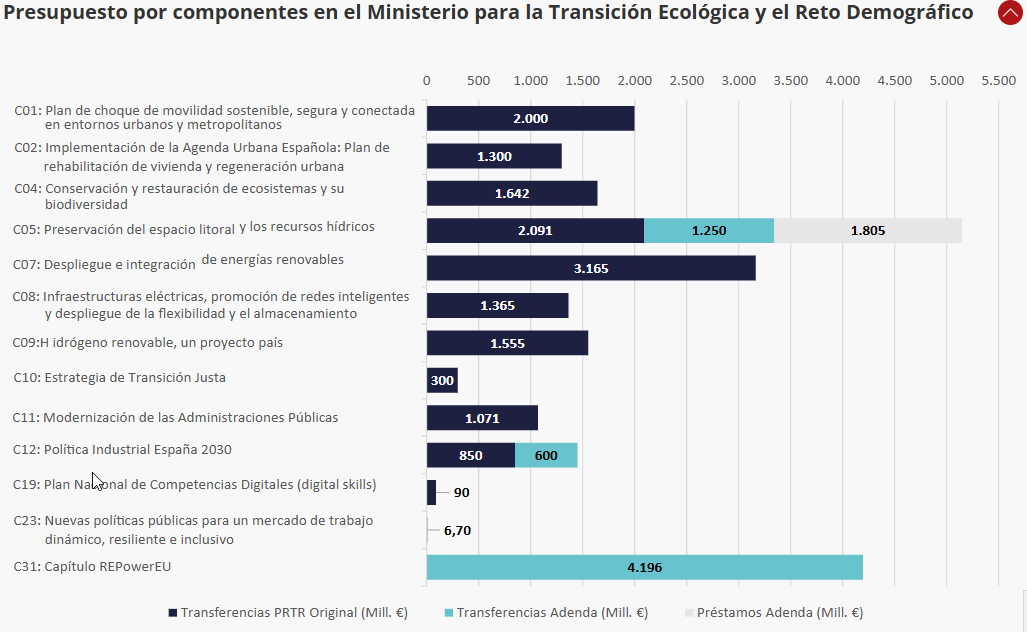 Presupuesto por componentes en el Ministerio para la Transición Ecológica y el Reto Demográfico
0 500 1.000 1.500 2.000 2.500 3.000 3.500 4.000 4.500 5.000 5.500
C01: Plan de choque de movilidad sostenible, segura y conectada
en entornos urbanos y metropolitanos
2.000
C02: Implementación de la Agenda Urbana Española: Plan de
rehabilitación de vivienda y regeneración urbana
1.300
C04: Conservación y restauración de ecosistemas y su
biodiversidad
1.642
C05: Preservación del espacio litoral y los recursos hídricos
2.091 1.250 1.805
C07: Despliegue e integración de energías renovables
3.165
C08: Infraestructuras eléctricas, promoción de redes inteligentes
y despliegue de la flexibilidad y el almacenamiento
1.365
C09:H idrógeno renovable, un proyecto país
1.555
C10: Estrategia de Transición Justa
300
C11: Modernización de las Administraciones Públicas
1.071
C12: Política Industrial España 2030
850 600
C19: Plan Nacional de Competencias Digitales (digital skills)
90
C23: Nuevas políticas públicas para un mercado de trabajo
dinámico, resiliente e inclusivo
6,70
C31: Capítulo REPowerEU
4.196
Transferencias PRTR Original (Mill. €) Transferencias Adenda (Mill. €) Préstamos Adenda (Mill. €)